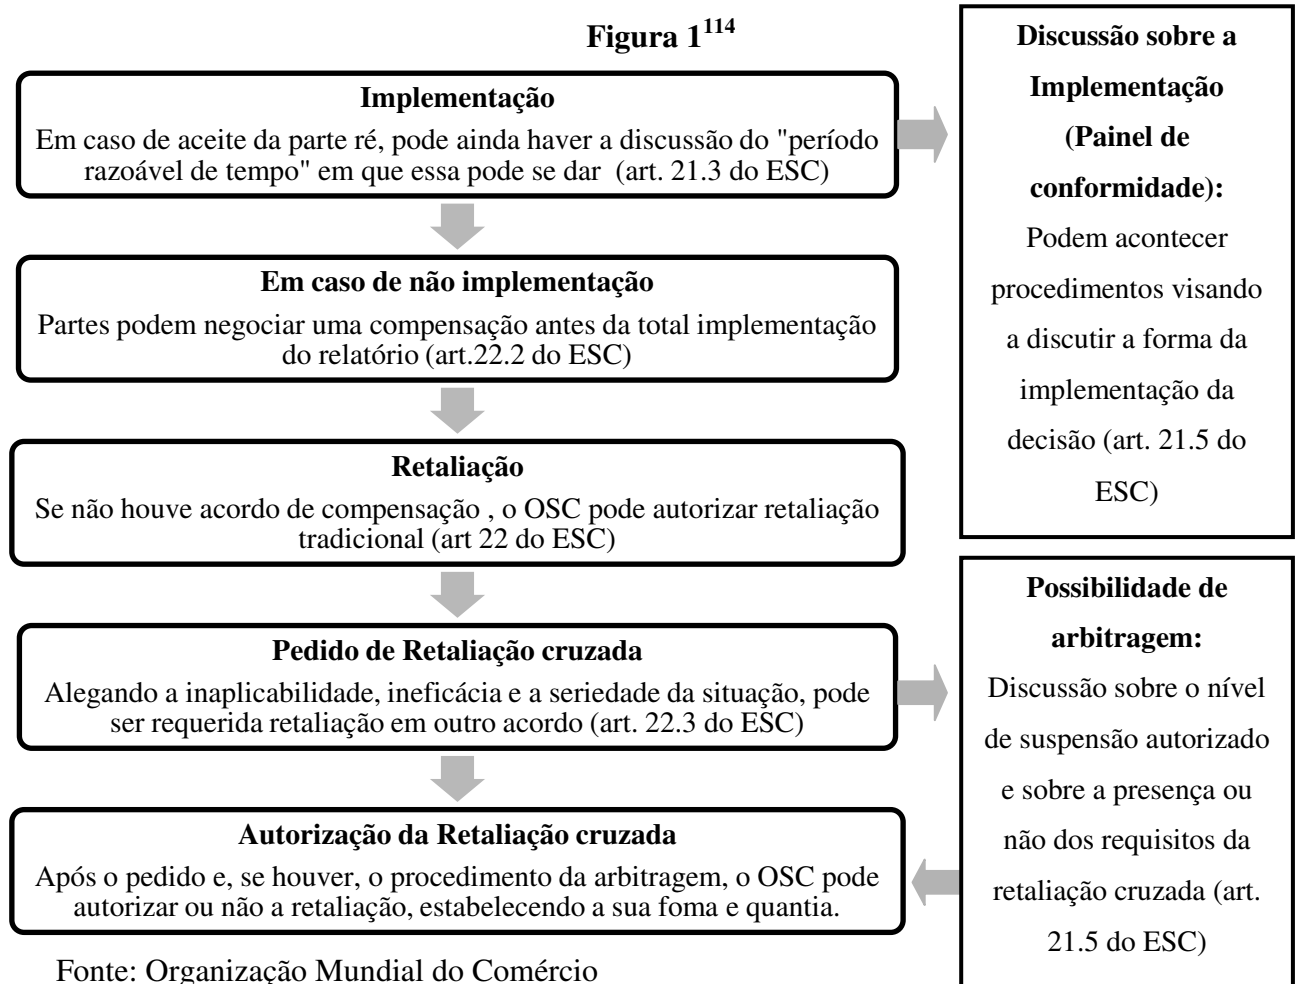 Figura 1114
Implementação
Em caso de aceite da parte ré, pode ainda haver a discussão do "período
razoável de tempo" em que essa pode se dar (art. 21.3 do ESC)
Discussão sobre a
Implementação
(Painel de
conformidade):
Podem acontecer
procedimentos visando
a discutir a forma da
implementação da
decisão (art. 21.5 do
ESC)
Em caso de não implementação
Partes podem negociar uma compensação antes da total implementação
do relatório (art.22.2 do ESC)
Retaliação
Se não houve acordo de compensação , o OSC pode autorizar retaliação
tradicional (art 22 do ESC)
Pedido de Retaliação cruzada
Alegando a inaplicabilidade, ineficácia e a seriedade da situação, pode
ser requerida retaliação em outro acordo (art. 22.3 do ESC)
Possibilidade de
arbitragem:
Discussão sobre o nível
de suspensão autorizado
e sobre a presença ou
não dos requisitos da
retaliação cruzada (art.
21.5 do ESC)
Autorização da Retaliação cruzada
Após o pedido e, se houver, o procedimento da arbitragem, o OSC pode
autorizar ou não a retaliação, estabelecendo a sua foma e quantia.
Fonte: Organização Mundial do Comércio